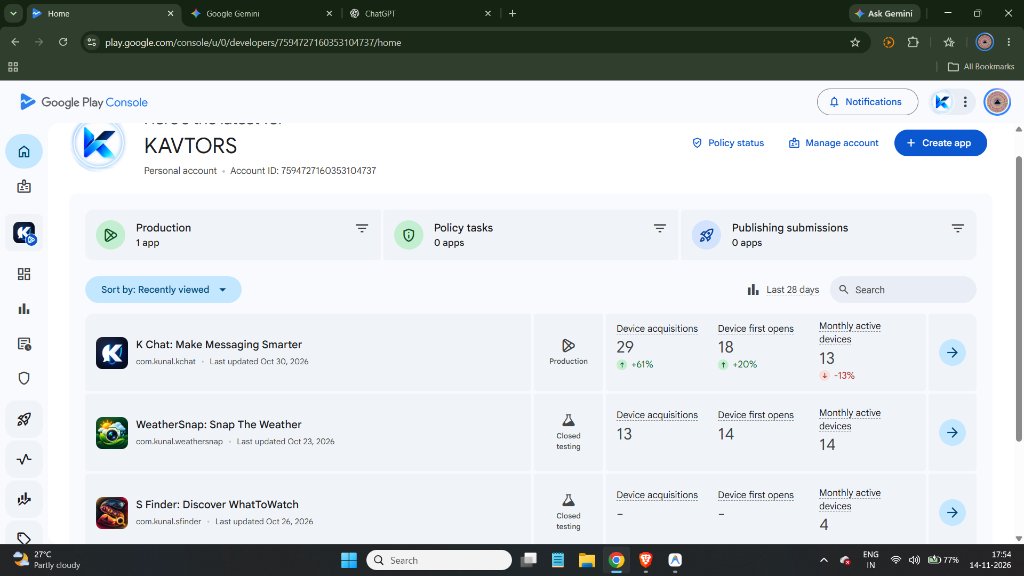 Home
Google Gemini
ChatGPT
Ask Gemini
play.google.com/console/u/0/developers/7594727160353104737/home
All Bookmarks
Google Play Console
Notifications
KAVTORS
Personal account • Account ID: 7594727160353104737
Policy status
Manage account
+ Create app
Production
1 app
Policy tasks
0 apps
Publishing submissions
0 apps
Sort by: Recently viewed
Last 28 days
Search
K Chat: Make Messaging Smarter
com.kunal.kchat • Last updated Oct 30, 2026
Production
Device acquisitions
29
+61%
Device first opens
18
+20%
Monthly active
devices
13
-13%
WeatherSnap: Snap The Weather
com.kunal.weathersnap • Last updated Oct 23, 2026
Closed
testing
Device acquisitions
13
Device first opens
14
Monthly active
devices
14
S Finder: Discover WhatToWatch
com.kunal.sfinder • Last updated Oct 26, 2026
Closed
testing
Device acquisitions
–
Device first opens
–
Monthly active
devices
4
27°C
Partly cloudy
Search
ENG
IN
77%
17:54
14-11-2026